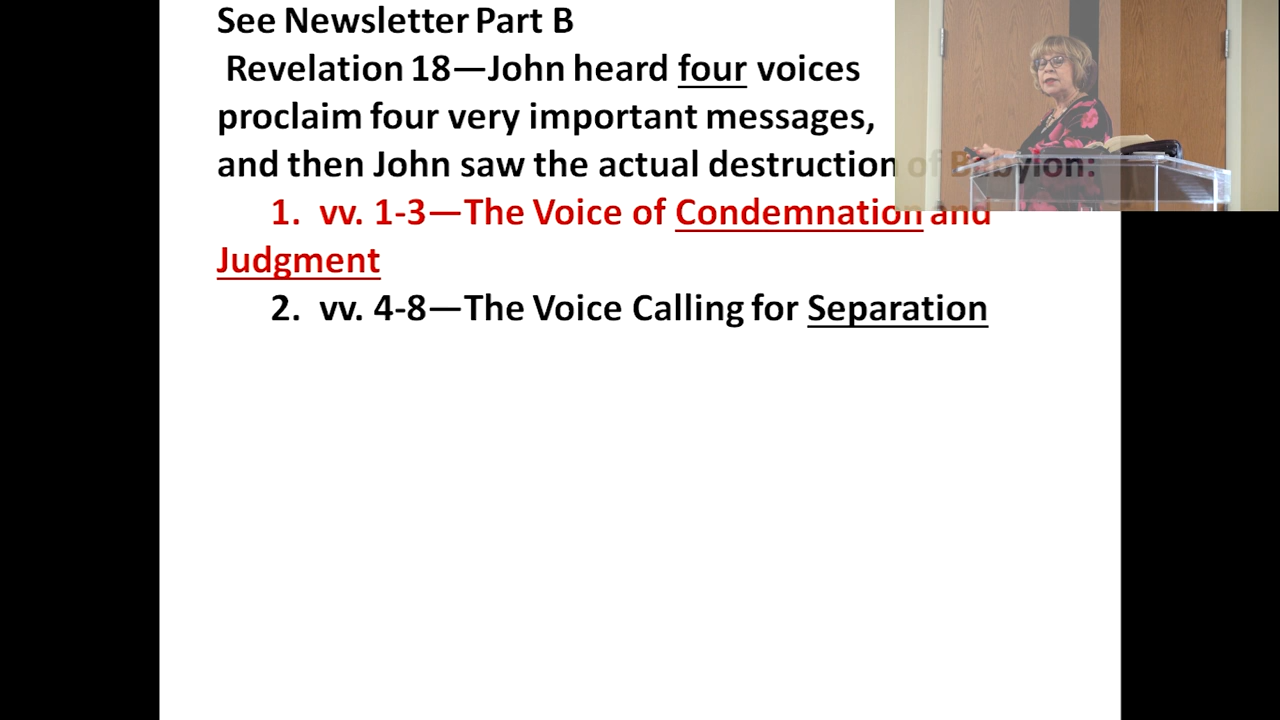 See Newsletter Part B
Revelation 18—John heard four voices
proclaim four very important messages,
and then John saw the actual destruction of Babylon:
1. vv. 1-3—The Voice of Condemnation and
Judgment
2. vv. 4-8—The Voice Calling for Separation